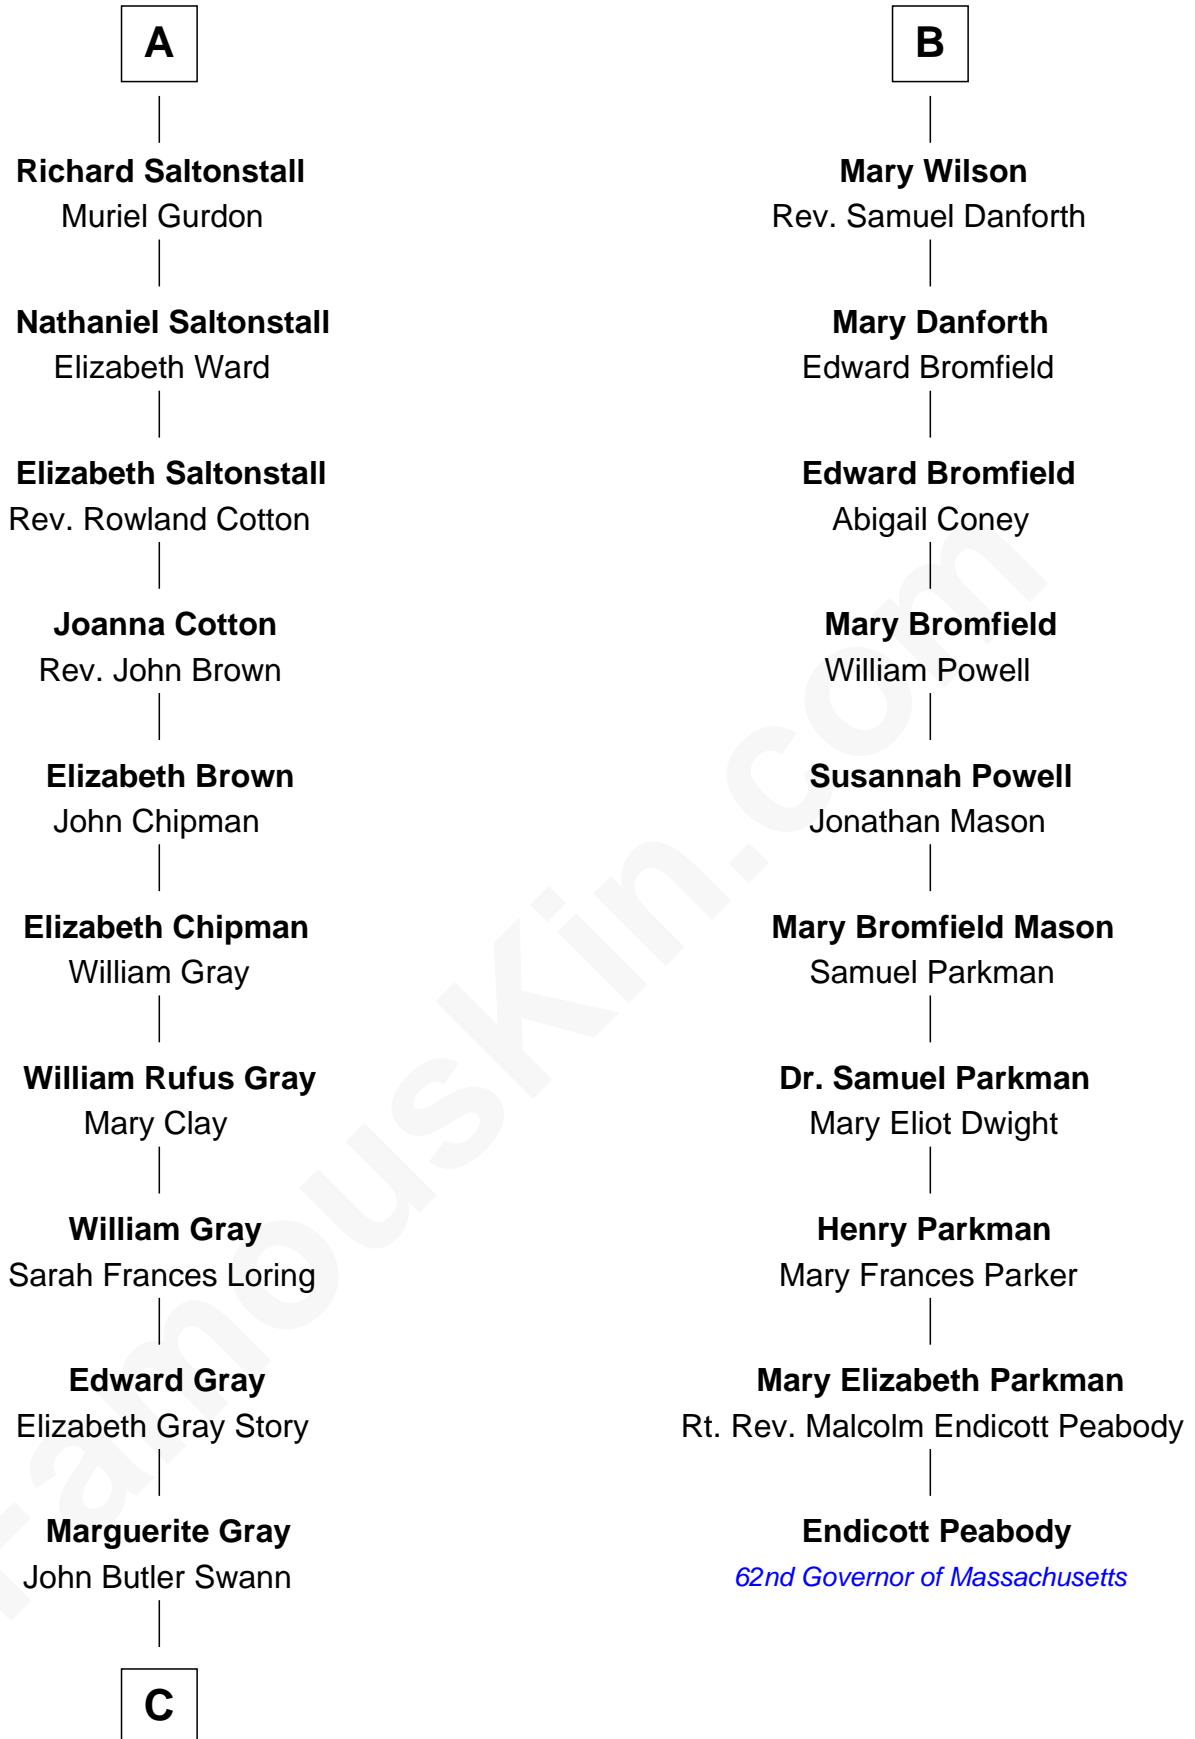 A
Richard Saltonstall
Muriel Gurdon
Nathaniel Saltonstall
Elizabeth Ward
Elizabeth Saltonstall
Rev. Rowland Cotton
Joanna Cotton
Rev. John Brown
Elizabeth Brown
John Chipman
Elizabeth Chipman
William Gray
William Rufus Gray
Mary Clay
William Gray
Sarah Frances Loring
Edward Gray
Elizabeth Gray Story
Marguerite Gray
John Butler Swann
C
B
Mary Wilson
Rev. Samuel Danforth
Mary Danforth
Edward Bromfield
Edward Bromfield
Abigail Coney
Mary Bromfield
William Powell
Susannah Powell
Jonathan Mason
Mary Bromfield Mason
Samuel Parkman
Dr. Samuel Parkman
Mary Eliot Dwight
Henry Parkman
Mary Frances Parker
Mary Elizabeth Parkman
Rt. Rev. Malcolm Endicott Peabody
Endicott Peabody
62nd Governor of Massachusetts
FamousKin.com